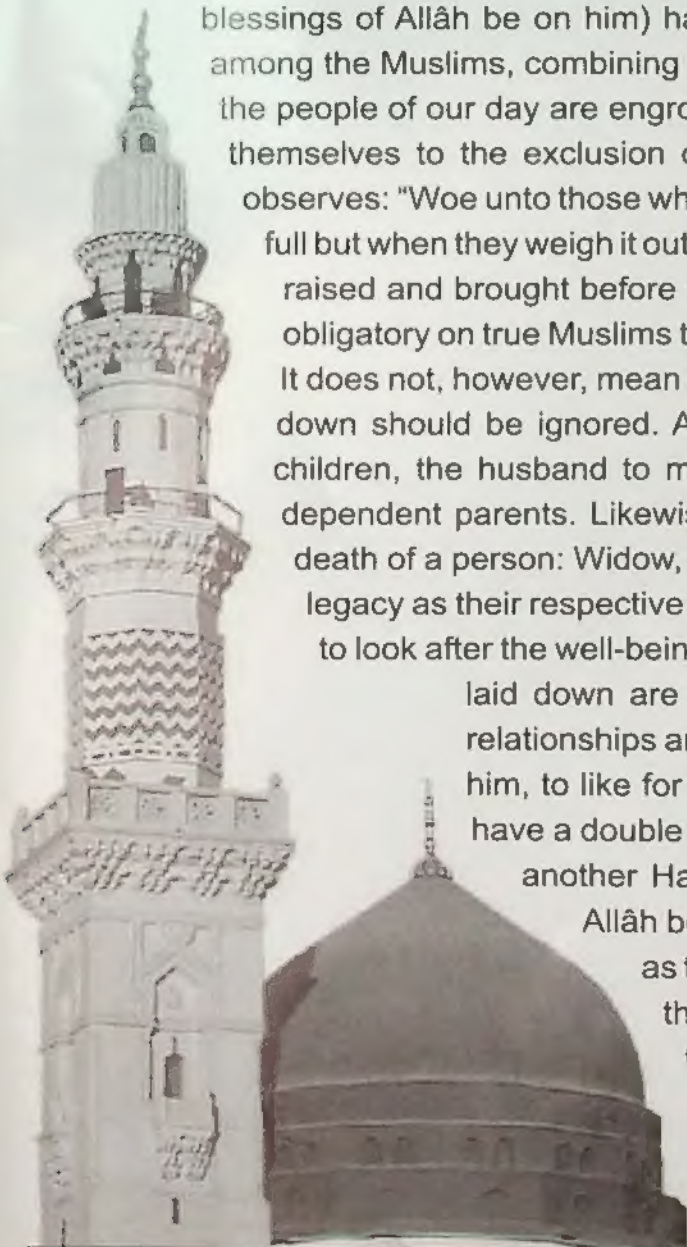 blessings of Allâh be on him) ha
among the Muslims, combining
the people of our day are engro
themselves to the exclusion
observes: "Woe unto those wh
full but when they weigh it out
raised and brought before
obligatory on true Muslims t
It does not, however, mean
down should be ignored. A
children, the husband to m
dependent parents. Likewis
death of a person: Widow,
legacy as their respective
to look after the well-bein
laid down are
relationships ar
him, to like for
have a double
another Ha
Allâh b
as t
th